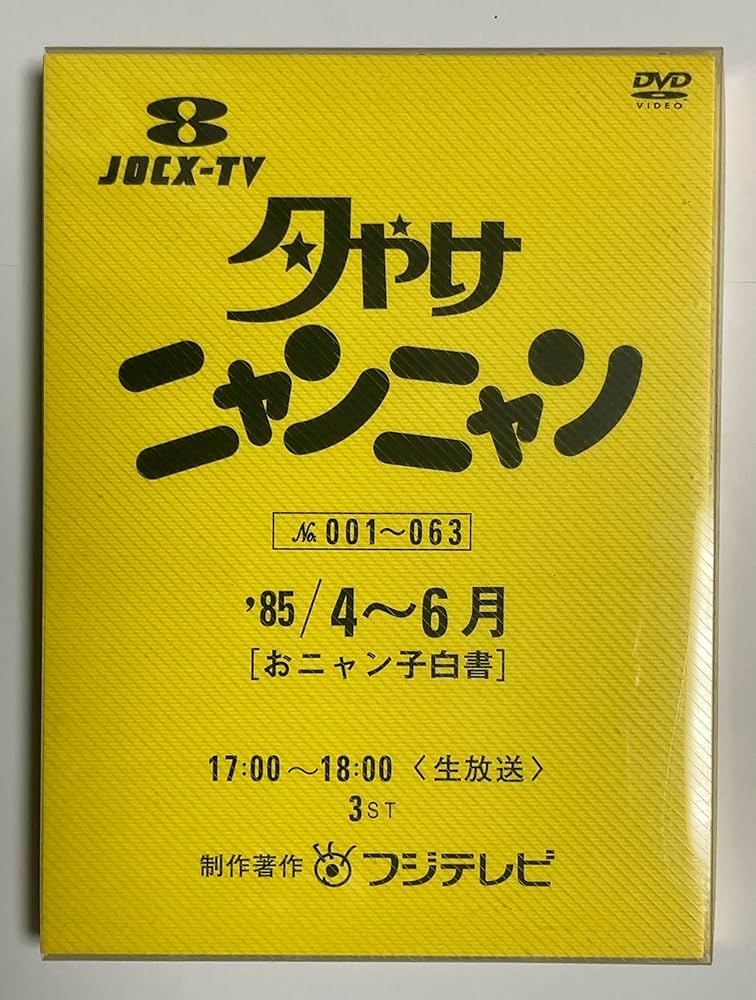 DVD
VIDEO
8
JOCX-TV
夕やけ
ニャンニャン
No. 001～063
'85/4～6月
[おニャン子白書]
17:00～18:00〈生放送〉
3ST
制作著作 フジテレビ